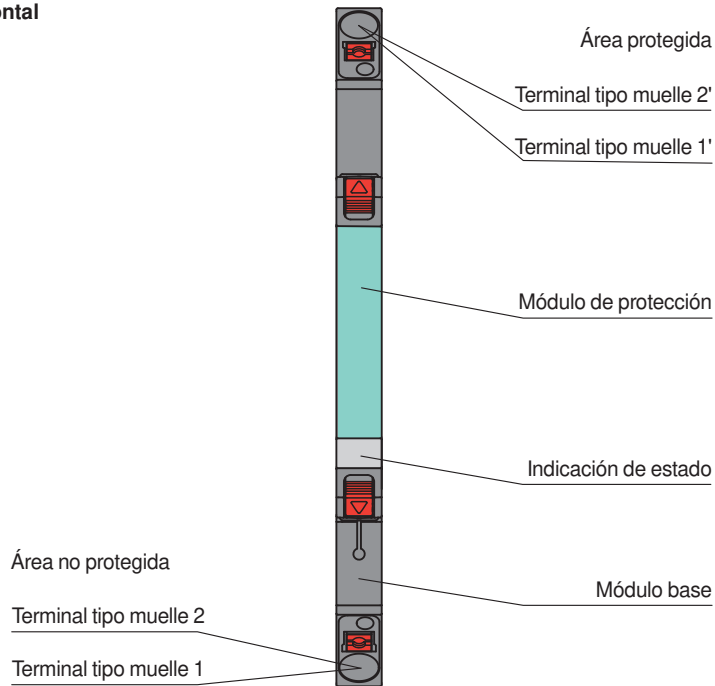 Área protegida
Terminal tipo muelle 2'
Terminal tipo muelle 1'
Módulo de protección
Indicación de estado
Área no protegida
Módulo base
Terminal tipo muelle 2
Terminal tipo muelle 1